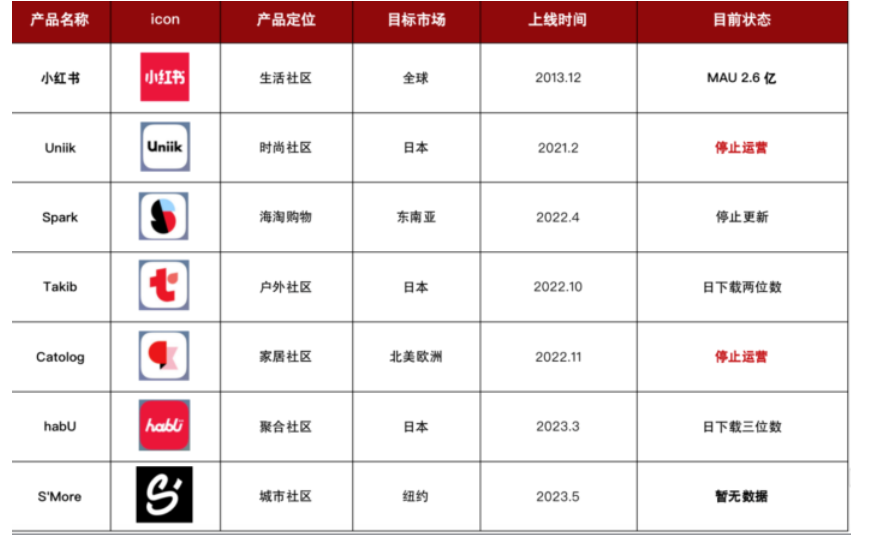 产品名称 icon 产品定位 目标市场 上线时间 目前状态
小红书 小红书 生活社区 全球 2013.12 MAU 2.6 亿
Uniik Uniik 时尚社区 日本 2021.2 停止运营
Spark 海淘购物 东南亚 2022.4 停止更新
Takib t 户外社区 日本 2022.10 日下载两位数
Catolog 家居社区 北美欧洲 2022.11 停止运营
habU habU 聚合社区 日本 2023.3 日下载三位数
S'More S' 城市社区 纽约 2023.5 暂无数据